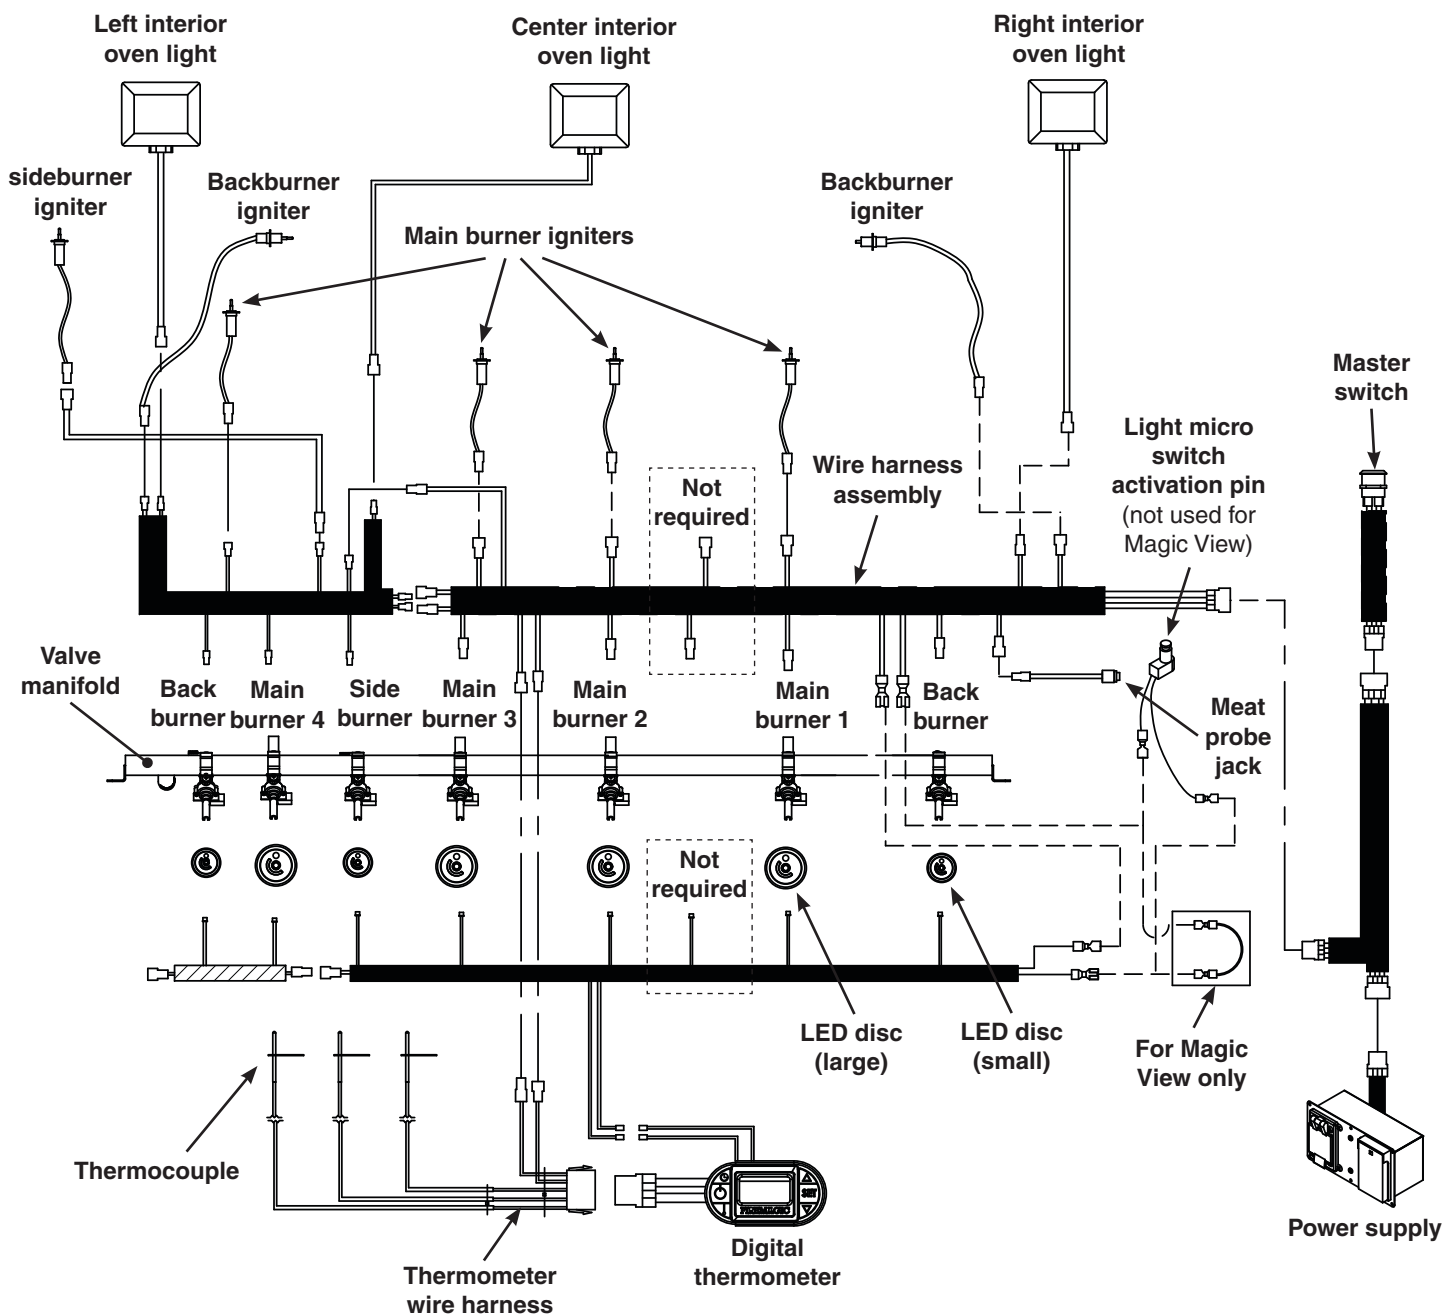 Left interior
oven light
Center interior
oven light
Right interior
oven light
sideburner
igniter
Backburner
igniter
Main burner igniters
Backburner
igniter
Master
switch
Light micro
switch
activation pin
(not used for
Magic View)
Wire harness
assembly
Not
required
Valve
manifold
Back
burner
Main
burner 4
Side
burner
Main
burner 3
Main
burner 2
Main
burner 1
Back
burner
Meat
probe
jack
Not
required
LED disc
(large)
LED disc
(small)
For Magic
View only
Thermocouple
SET
Power supply
Digital
thermometer
Thermometer
wire harness